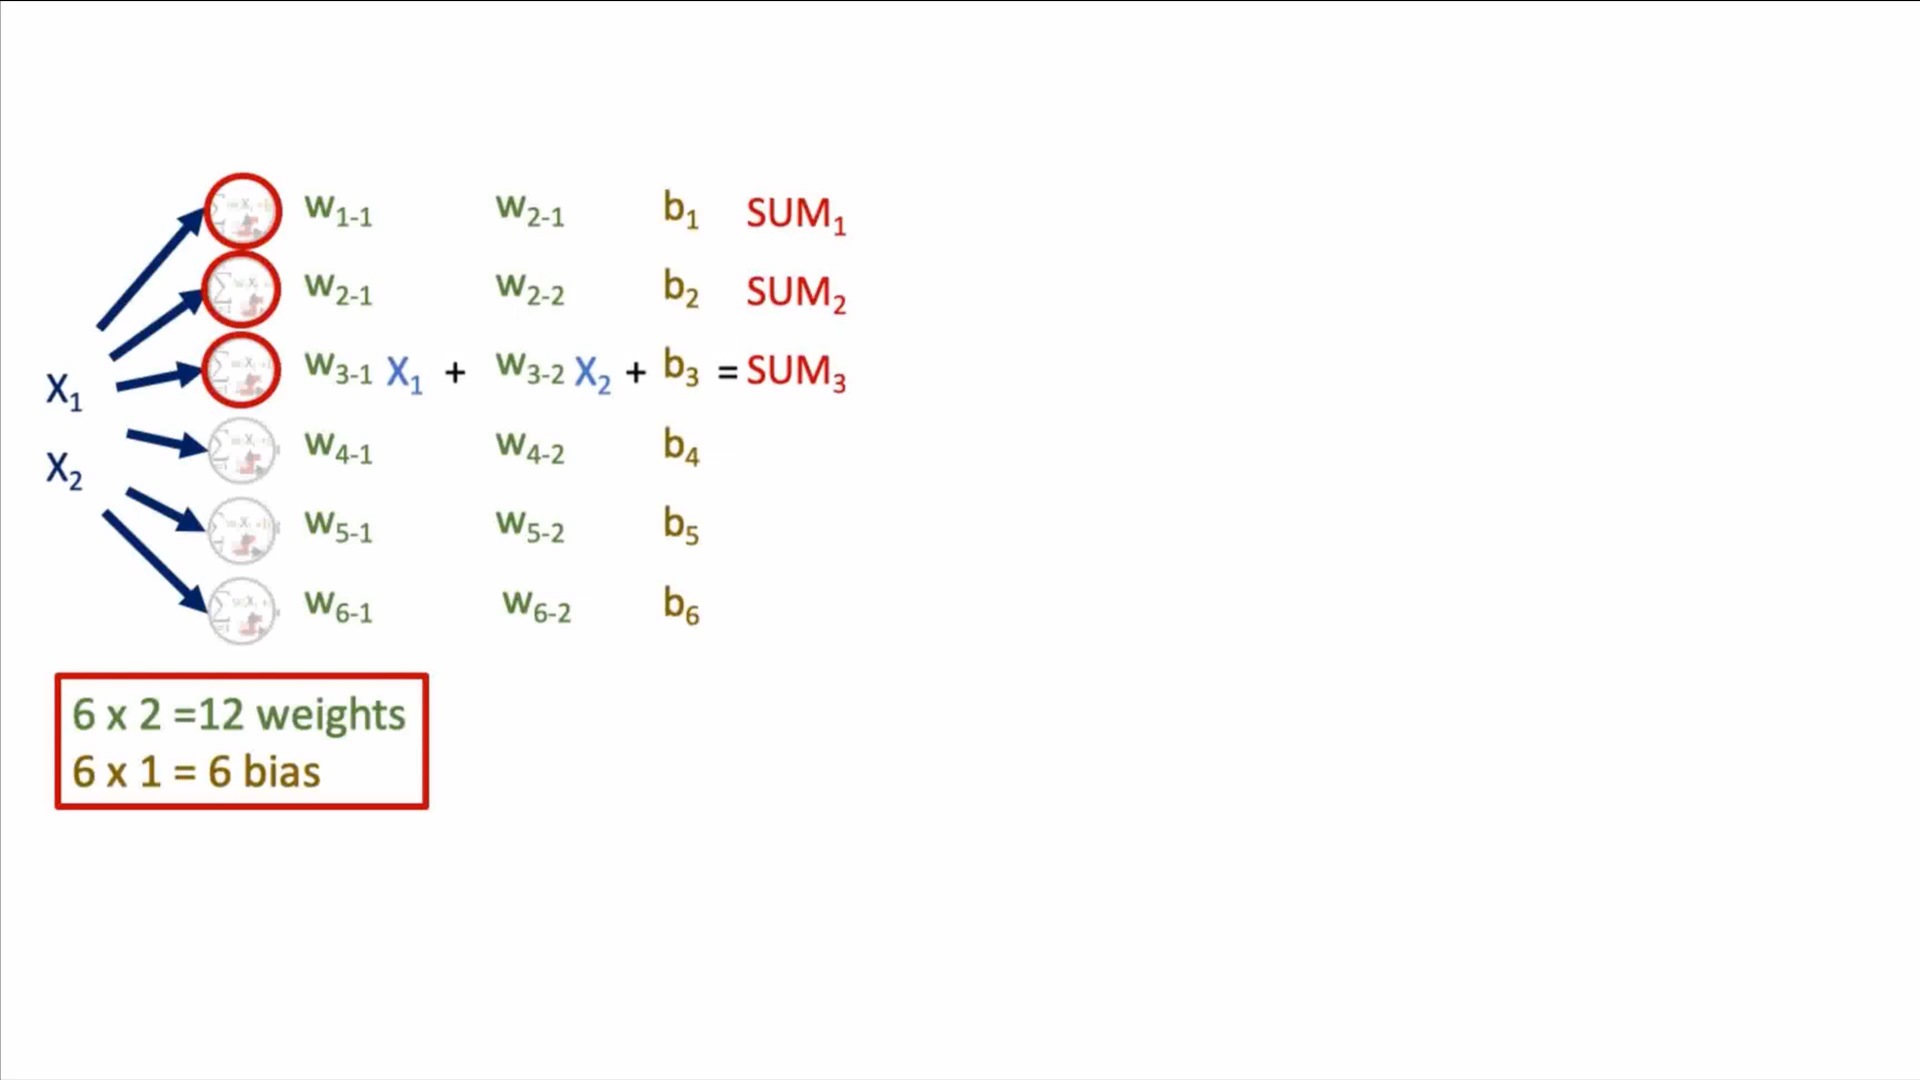 w₁₋₁ w₂₋₁ b₁ SUM₁
w₂₋₁ w₂₋₂ b₂ SUM₂
w₃₋₁ X₁ + w₃₋₂ X₂ + b₃ = SUM₃
X₁
w₄₋₁ w₄₋₂ b₄
X₂
w₅₋₁ w₅₋₂ b₅
w₆₋₁ w₆₋₂ b₆
6 x 2 =12 weights
6 x 1 = 6 bias